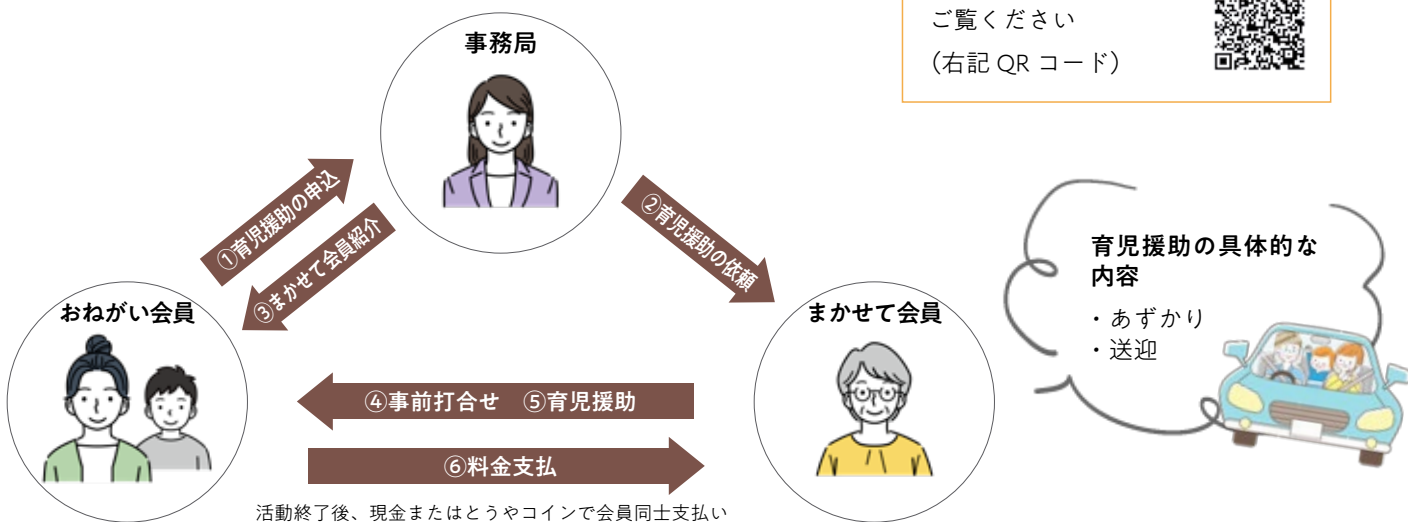 ご覧ください
（右記 QR コード）
事務局
①育児援助の申込
③まかせて会員紹介
②育児援助の依頼
おねがい会員
まかせて会員
④事前打合せ　⑤育児援助
⑥料金支払
活動終了後、現金またはとうやコインで会員同士支払い
育児援助の具体的な
内容
・あずかり
・送迎